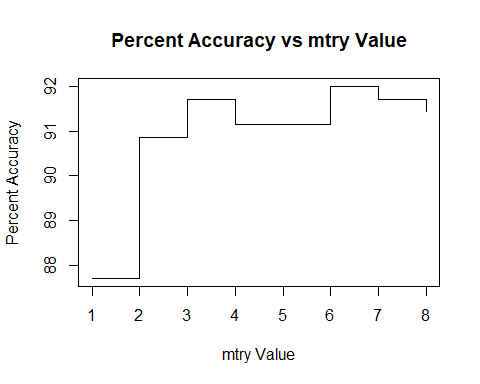 Percent Accuracy vs mtry Value
Percent Accuracy
92
91
90
89
88
1 2 3 4 5 6 7 8
mtry Value